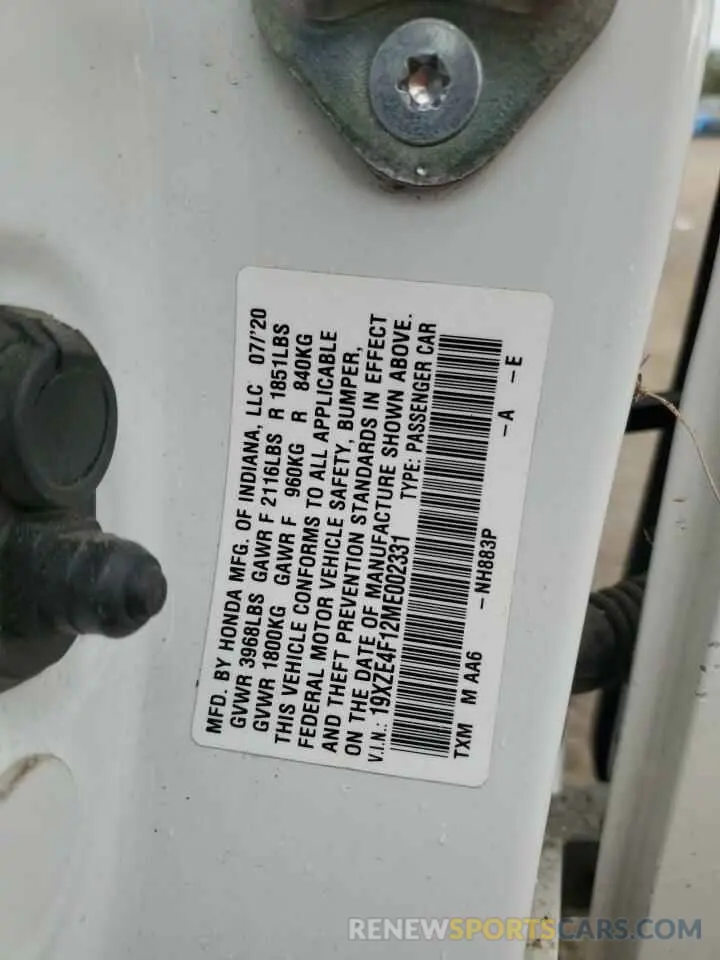 MFD. BY HONDA MFG. OF INDIANA, LLC 07/'20
GVWR 3968LBS GAWR F 2116LBS R 1851LBS
GVWR 1800KG GAWR F 960KG R 840KG
THIS VEHICLE CONFORMS TO ALL APPLICABLE
FEDERAL MOTOR VEHICLE SAFETY, BUMPER,
AND THEFT PREVENTION STANDARDS IN EFFECT
ON THE DATE OF MANUFACTURE SHOWN ABOVE.
V.I.N.: 19XZE4F12ME002331 TYPE: PASSENGER CAR
TXM M AA6 -NH883P -A -E
RENEWSPORTSCARS.COM